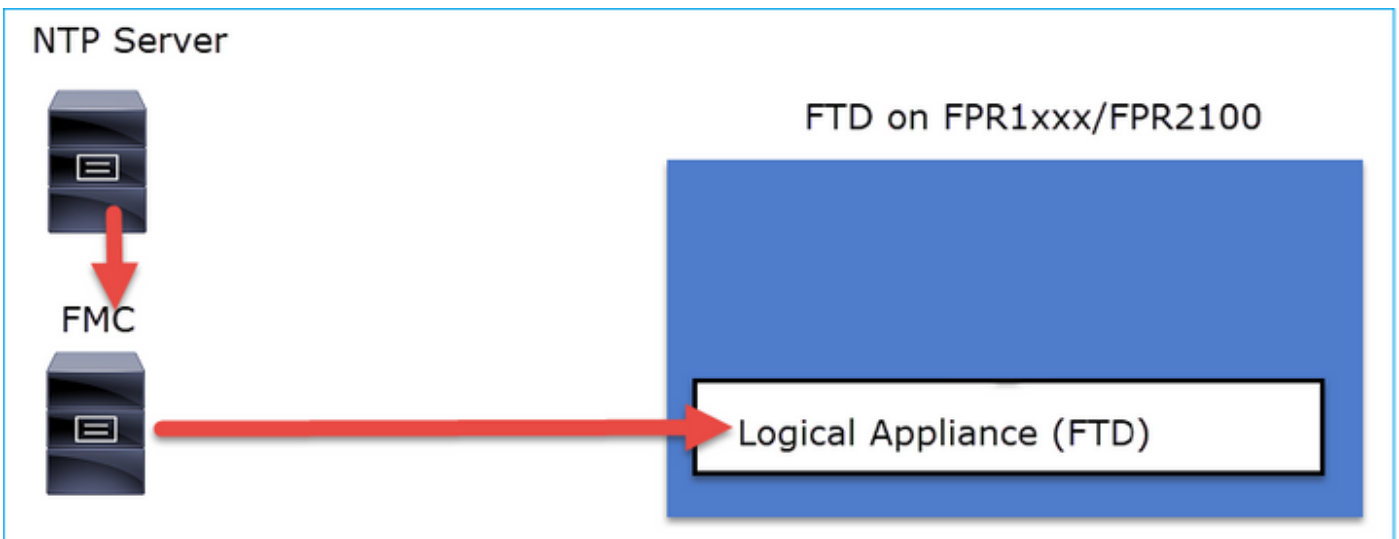 NTP Server
FTD on FPR1xxx/FPR2100
FMC
Logical Appliance (FTD)